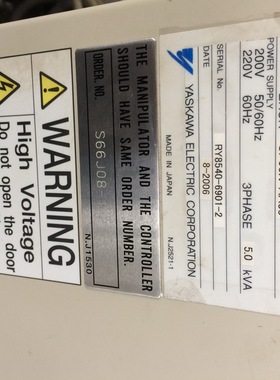 WARNING
High Voltage
Do not open the door
THE MANIPULATOR AND THE CONTROLLER
SHOULD HAVE SAME ORDER NUMBER.
ORDER. NO. S66J08-
NJ1530
POWER SUPPLY
200V 50/60Hz
220V 60Hz 3PHASE 5.0 kVA
SERIAL No. RY8540-6901-2
DATE 8-2006
YASKAWA ELECTRIC CORPORATION
MADE IN JAPAN NJ2521-1